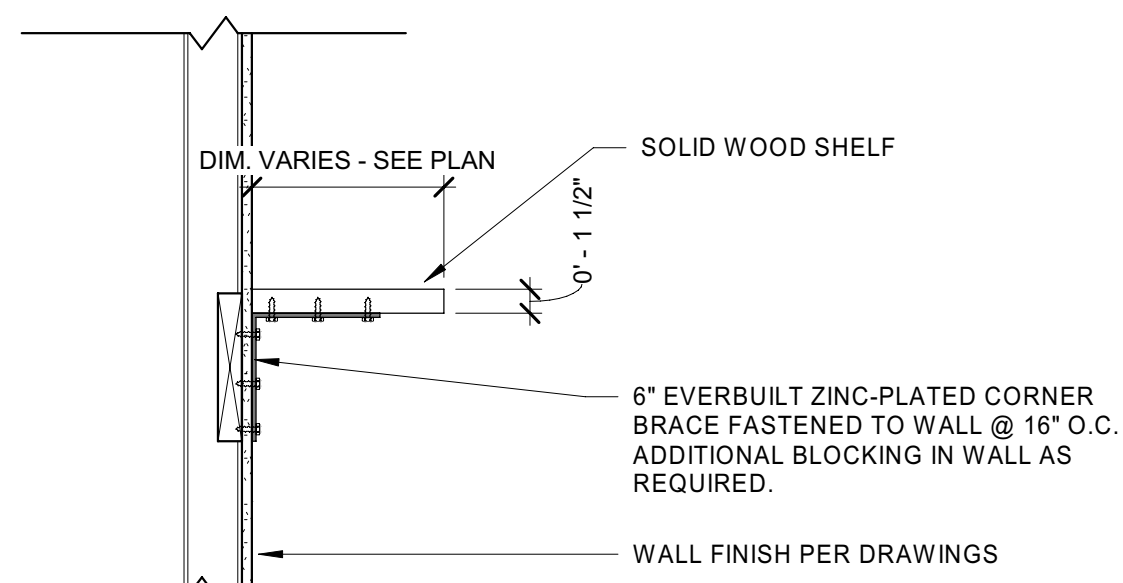 SOLID WOOD SHELF
DIM. VARIES - SEE PLAN
0' - 1 1/2"
6" EVERBUILT ZINC-PLATED CORNER
BRACE FASTENED TO WALL @ 16" O.C.
ADDITIONAL BLOCKING IN WALL AS
REQUIRED.
WALL FINISH PER DRAWINGS